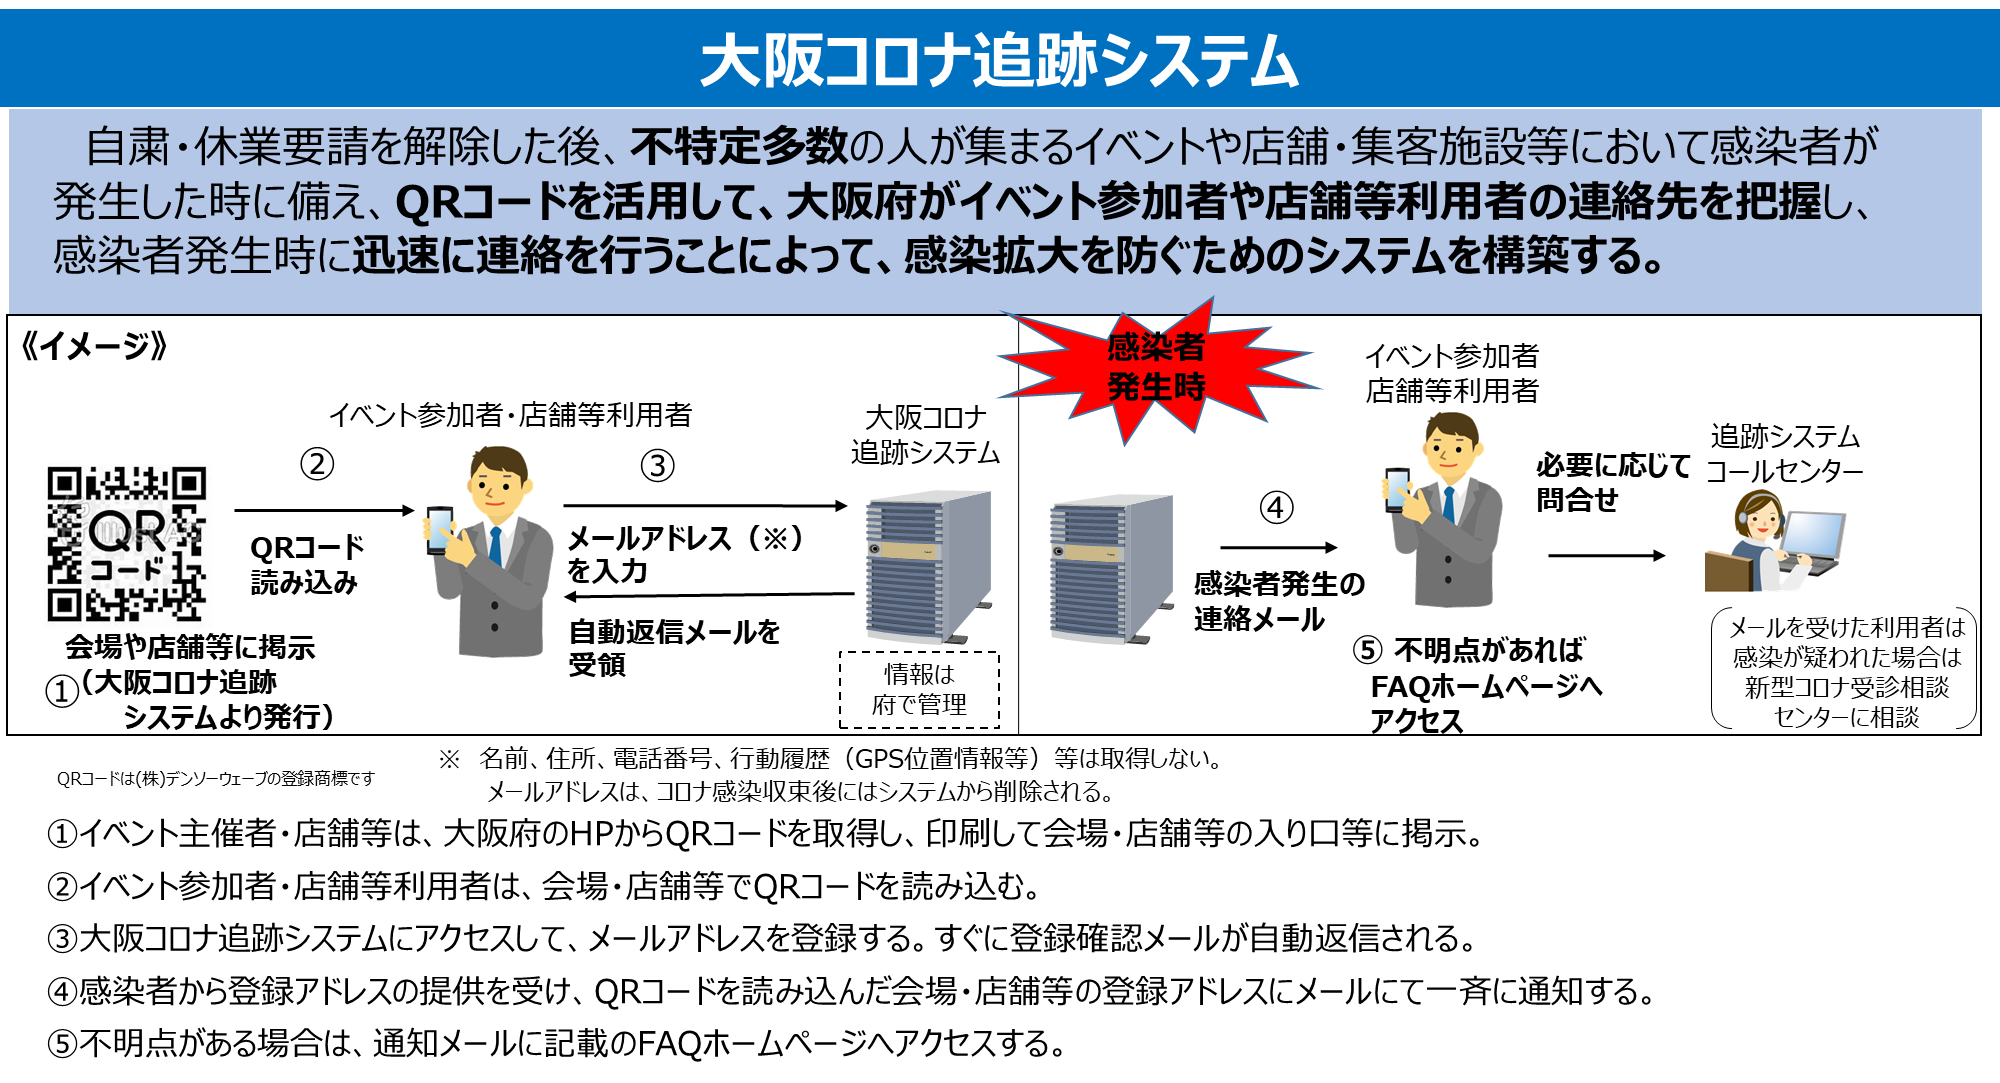 大阪コロナ追跡システム
自粛・休業要請を解除した後、不特定多数の人が集まるイベントや店舗・集客施設等において感染者が
発生した時に備え、QRコードを活用して、大阪府がイベント参加者や店舗等利用者の連絡先を把握し、
感染者発生時に迅速に連絡を行うことによって、感染拡大を防ぐためのシステムを構築する。
《イメージ》
QR
コード
会場や店舗等に掲示
①（大阪コロナ追跡
システムより発行）
②
QRコード
読み込み
イベント参加者・店舗等利用者
③
メールアドレス（※）
を入力
自動返信メールを
受領
大阪コロナ
追跡システム
情報は
府で管理
感染者
発生時
④
感染者発生の
連絡メール
イベント参加者
店舗等利用者
⑤ 不明点があれば
FAQホームページへ
アクセス
必要に応じて
問合せ
追跡システム
コールセンター
メールを受けた利用者は
感染が疑われた場合は
新型コロナ受診相談
センターに相談
※　名前、住所、電話番号、行動履歴（GPS位置情報等）等は取得しない。
メールアドレスは、コロナ感染収束後にはシステムから削除される。
QRコードは(株)デンソーウェーブの登録商標です
①イベント主催者・店舗等は、大阪府のHPからQRコードを取得し、印刷して会場・店舗等の入り口等に掲示。
②イベント参加者・店舗等利用者は、会場・店舗等でQRコードを読み込む。
③大阪コロナ追跡システムにアクセスして、メールアドレスを登録する。すぐに登録確認メールが自動返信される。
④感染者から登録アドレスの提供を受け、QRコードを読み込んだ会場・店舗等の登録アドレスにメールにて一斉に通知する。
⑤不明点がある場合は、通知メールに記載のFAQホームページへアクセスする。